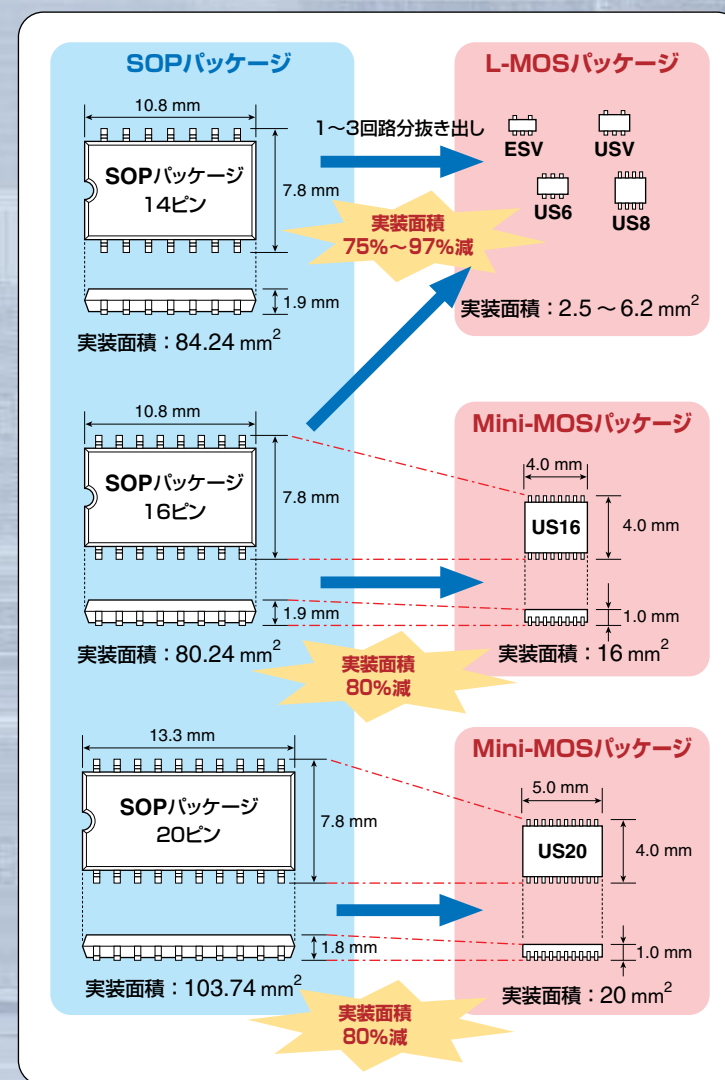 SOPパッケージ
10.8 mm
SOPパッケージ
14ピン
7.8 mm
1.9 mm
実装面積：84.24 mm²
1～3回路分抜き出し
実装面積
75%～97%減
L-MOSパッケージ
ESV
USV
US6
US8
実装面積：2.5～6.2 mm²
10.8 mm
SOPパッケージ
16ピン
7.8 mm
1.9 mm
実装面積：80.24 mm²
実装面積
80%減
Mini-MOSパッケージ
4.0 mm
US16
4.0 mm
1.0 mm
実装面積：16 mm²
13.3 mm
SOPパッケージ
20ピン
7.8 mm
1.8 mm
実装面積：103.74 mm²
実装面積
80%減
Mini-MOSパッケージ
5.0 mm
US20
4.0 mm
1.0 mm
実装面積：20 mm²